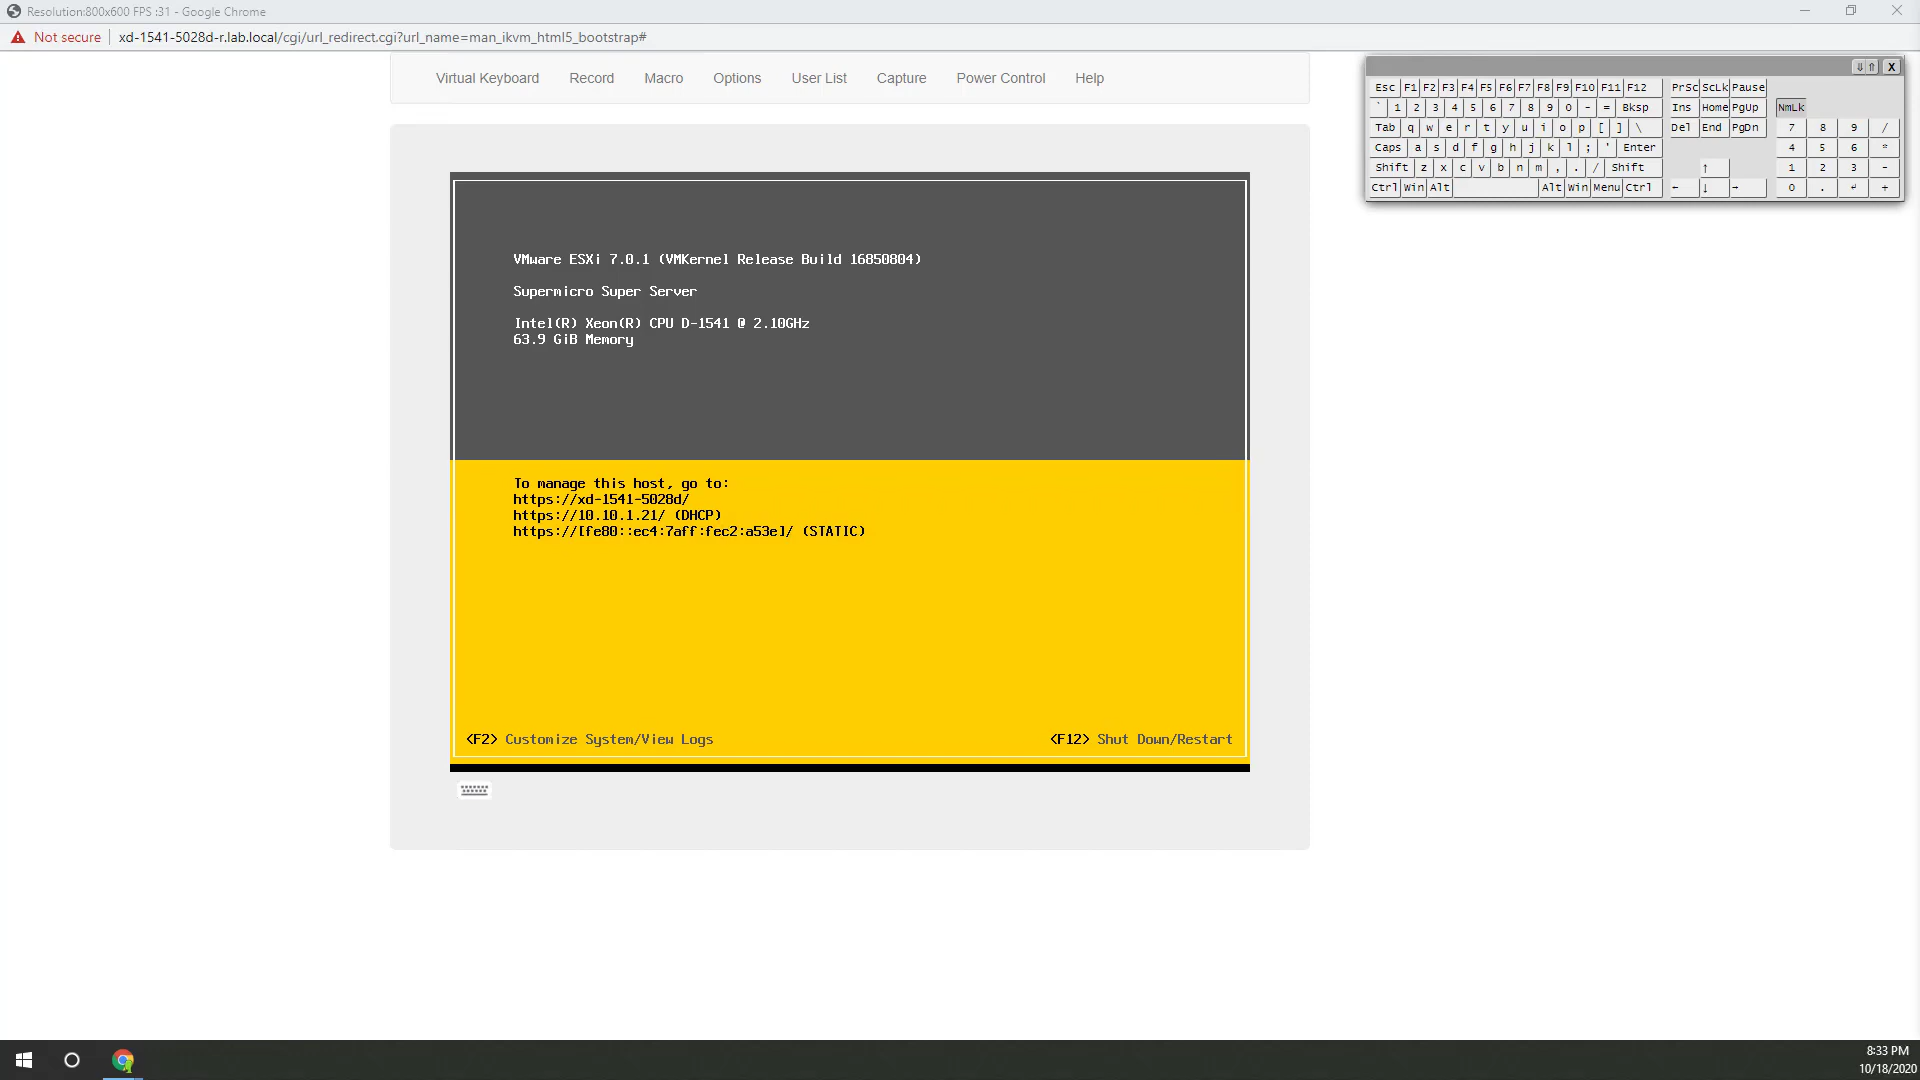 Resolution:800x600 FPS :31 - Google Chrome
Not secure
xd-1541-5028d-r.lab.local/cgi/url_redirect.cgi?url_name=man_ikvm_html5_bootstrap#
Virtual Keyboard Record Macro Options User List Capture Power Control Help
X
Esc F1 F2 F3 F4 F5 F6 F7 F8 F9 F10 F11 F12 PrSc ScLk Pause
` 1 2 3 4 5 6 7 8 9 0 - = Bksp Ins Home PgUp NmLk
Tab q w e r t y u i o p [ ] \ Del End PgDn 7 8 9 /
Caps a s d f g h j k l ; ' Enter 4 5 6 *
Shift z x c v b n m , . / Shift ↑ 1 2 3 -
Ctrl Win Alt Alt Win Menu Ctrl ← ↓ → 0 . ↵ +
VMware ESXi 7.0.1 (VMKernel Release Build 16850804)
Supermicro Super Server
Intel(R) Xeon(R) CPU D-1541 @ 2.10GHz
63.9 GiB Memory
To manage this host, go to:
https://xd-1541-5028d/
https://10.10.1.21/ (DHCP)
https://[fe80::ec4:7aff:fec2:a53e]/ (STATIC)
<F2> Customize System/View Logs
<F12> Shut Down/Restart
8:33 PM
10/18/2020